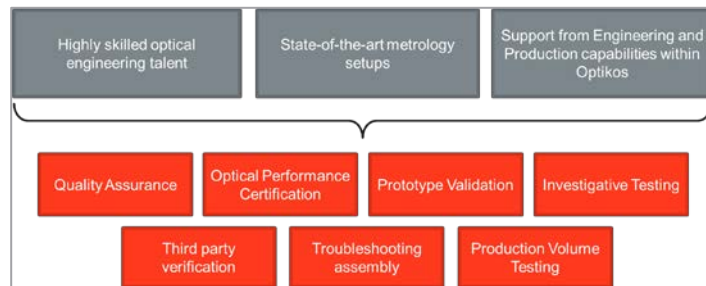 Highly skilled optical
engineering talent
State-of-the-art metrology
setups
Support from Engineering and
Production capabilities within
Optikos
Quality Assurance
Optical Performance
Certification
Prototype Validation
Investigative Testing
Third party
verification
Troubleshooting
assembly
Production Volume
Testing